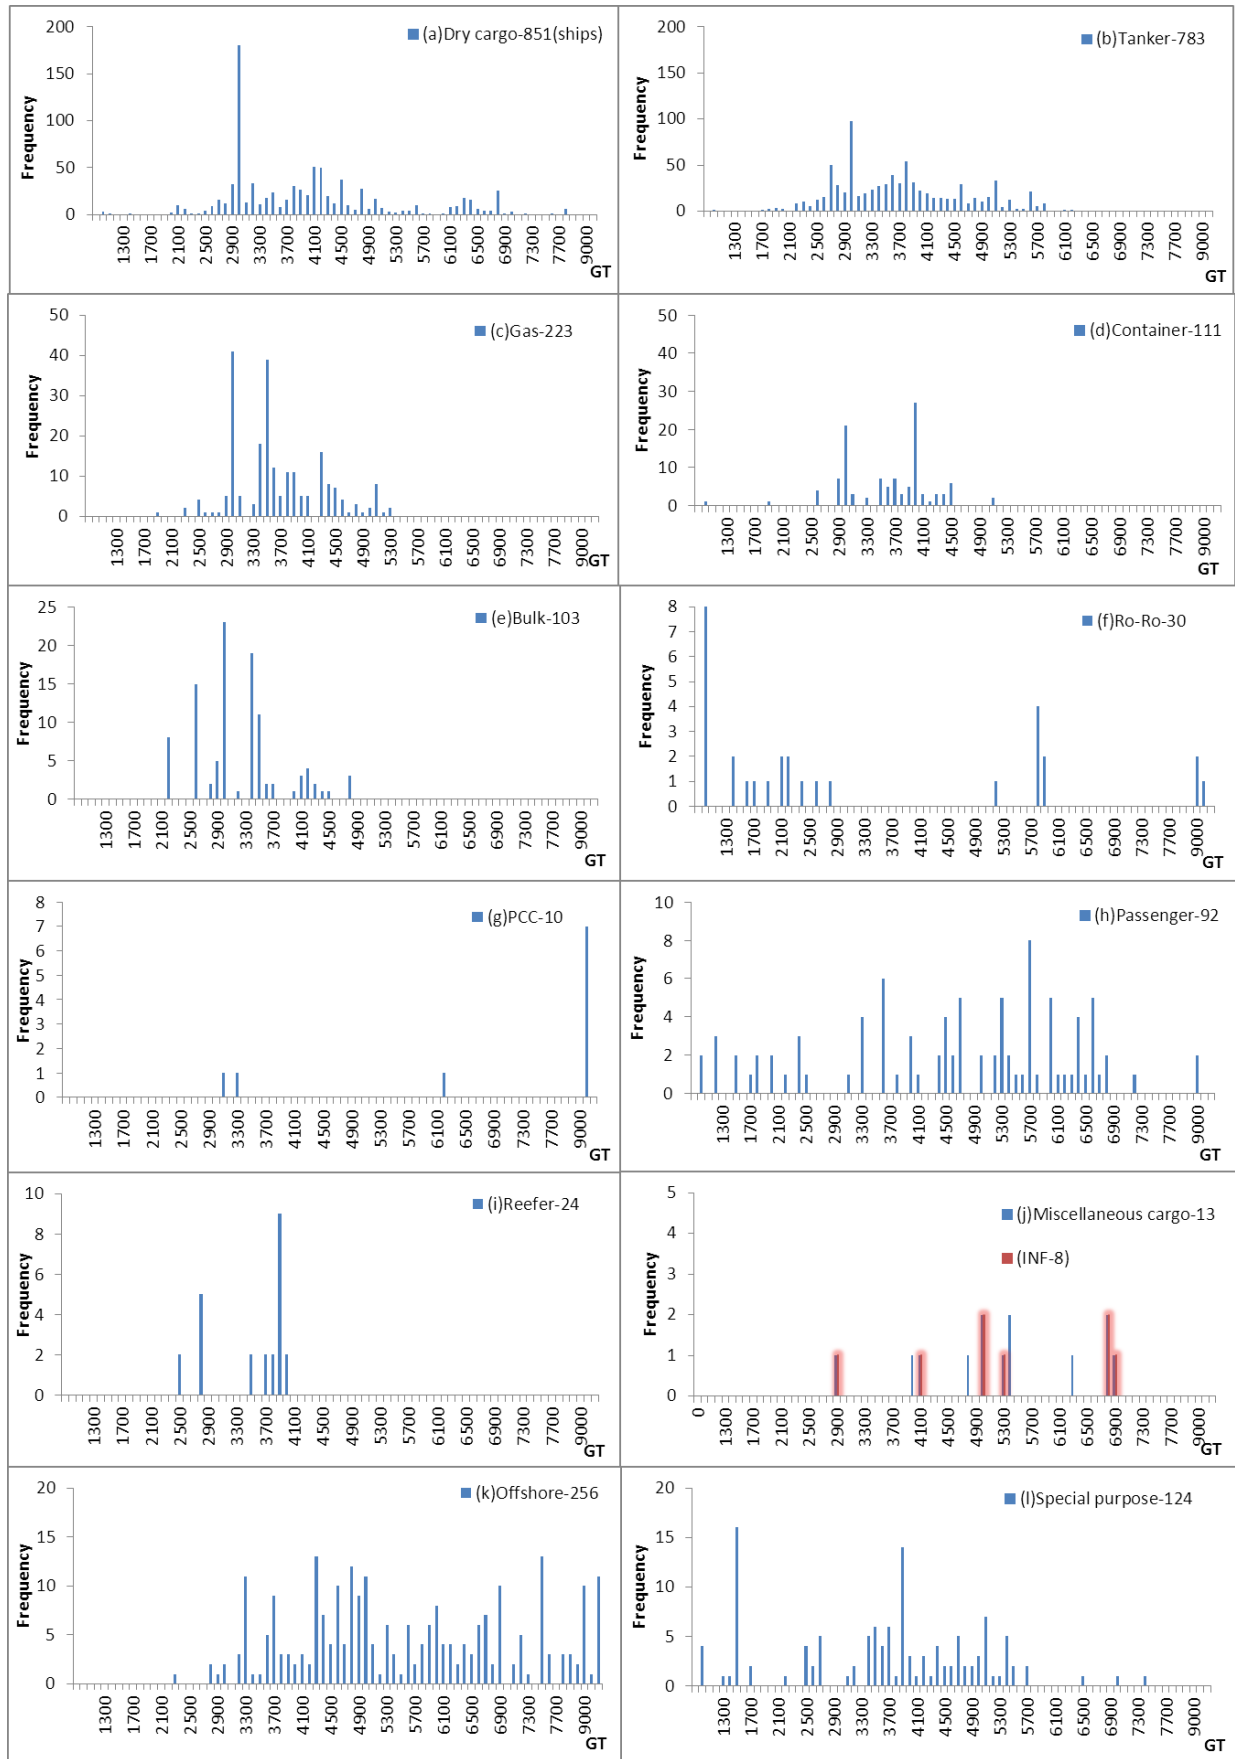 (a)Dry cargo-851(ships)
Frequency
200
150
100
50
0
1300 1700 2100 2500 2900 3300 3700 4100 4500 4900 5300 5700 6100 6500 6900 7300 7700 9000
GT
(b)Tanker-783
Frequency
200
150
100
50
0
1300 1700 2100 2500 2900 3300 3700 4100 4500 4900 5300 5700 6100 6500 6900 7300 7700 9000
GT
(c)Gas-223
Frequency
50
40
30
20
10
0
1300 1700 2100 2500 2900 3300 3700 4100 4500 4900 5300 5700 6100 6500 6900 7300 7700 9000
GT
(d)Container-111
Frequency
50
40
30
20
10
0
1300 1700 2100 2500 2900 3300 3700 4100 4500 4900 5300 5700 6100 6500 6900 7300 7700 9000
GT
(e)Bulk-103
Frequency
25
20
15
10
5
0
1300 1700 2100 2500 2900 3300 3700 4100 4500 4900 5300 5700 6100 6500 6900 7300 7700 9000
GT
(f)Ro-Ro-30
Frequency
8
7
6
5
4
3
2
1
0
1300 1700 2100 2500 2900 3300 3700 4100 4500 4900 5300 5700 6100 6500 6900 7300 7700 9000
GT
(g)PCC-10
Frequency
8
7
6
5
4
3
2
1
0
1300 1700 2100 2500 2900 3300 3700 4100 4500 4900 5300 5700 6100 6500 6900 7300 7700 9000
GT
(h)Passenger-92
Frequency
10
8
6
4
2
0
1300 1700 2100 2500 2900 3300 3700 4100 4500 4900 5300 5700 6100 6500 6900 7300 7700 9000
GT
(i)Reefer-24
Frequency
10
8
6
4
2
0
1300 1700 2100 2500 2900 3300 3700 4100 4500 4900 5300 5700 6100 6500 6900 7300 7700 9000
GT
(j)Miscellaneous cargo-13
(INF-8)
Frequency
5
4
3
2
1
0
0 1300 1700 2100 2500 2900 3300 3700 4100 4500 4900 5300 5700 6100 6500 6900 7300 7700 9000
GT
(k)Offshore-256
Frequency
20
15
10
5
0
1300 1700 2100 2500 2900 3300 3700 4100 4500 4900 5300 5700 6100 6500 6900 7300 7700 9000
GT
(l)Special purpose-124
Frequency
20
15
10
5
0
1300 1700 2100 2500 2900 3300 3700 4100 4500 4900 5300 5700 6100 6500 6900 7300 7700 9000
GT